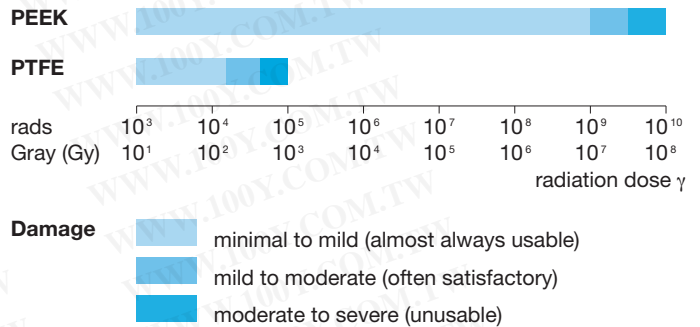 PEEK
PTFE
rads 10³ 10⁴ 10⁵ 10⁶ 10⁷ 10⁸ 10⁹ 10¹⁰
Gray (Gy) 10¹ 10² 10³ 10⁴ 10⁵ 10⁶ 10⁷ 10⁸
radiation dose γ
Damage
minimal to mild (almost always usable)
mild to moderate (often satisfactory)
moderate to severe (unusable)
WWW.100Y.COM.TW